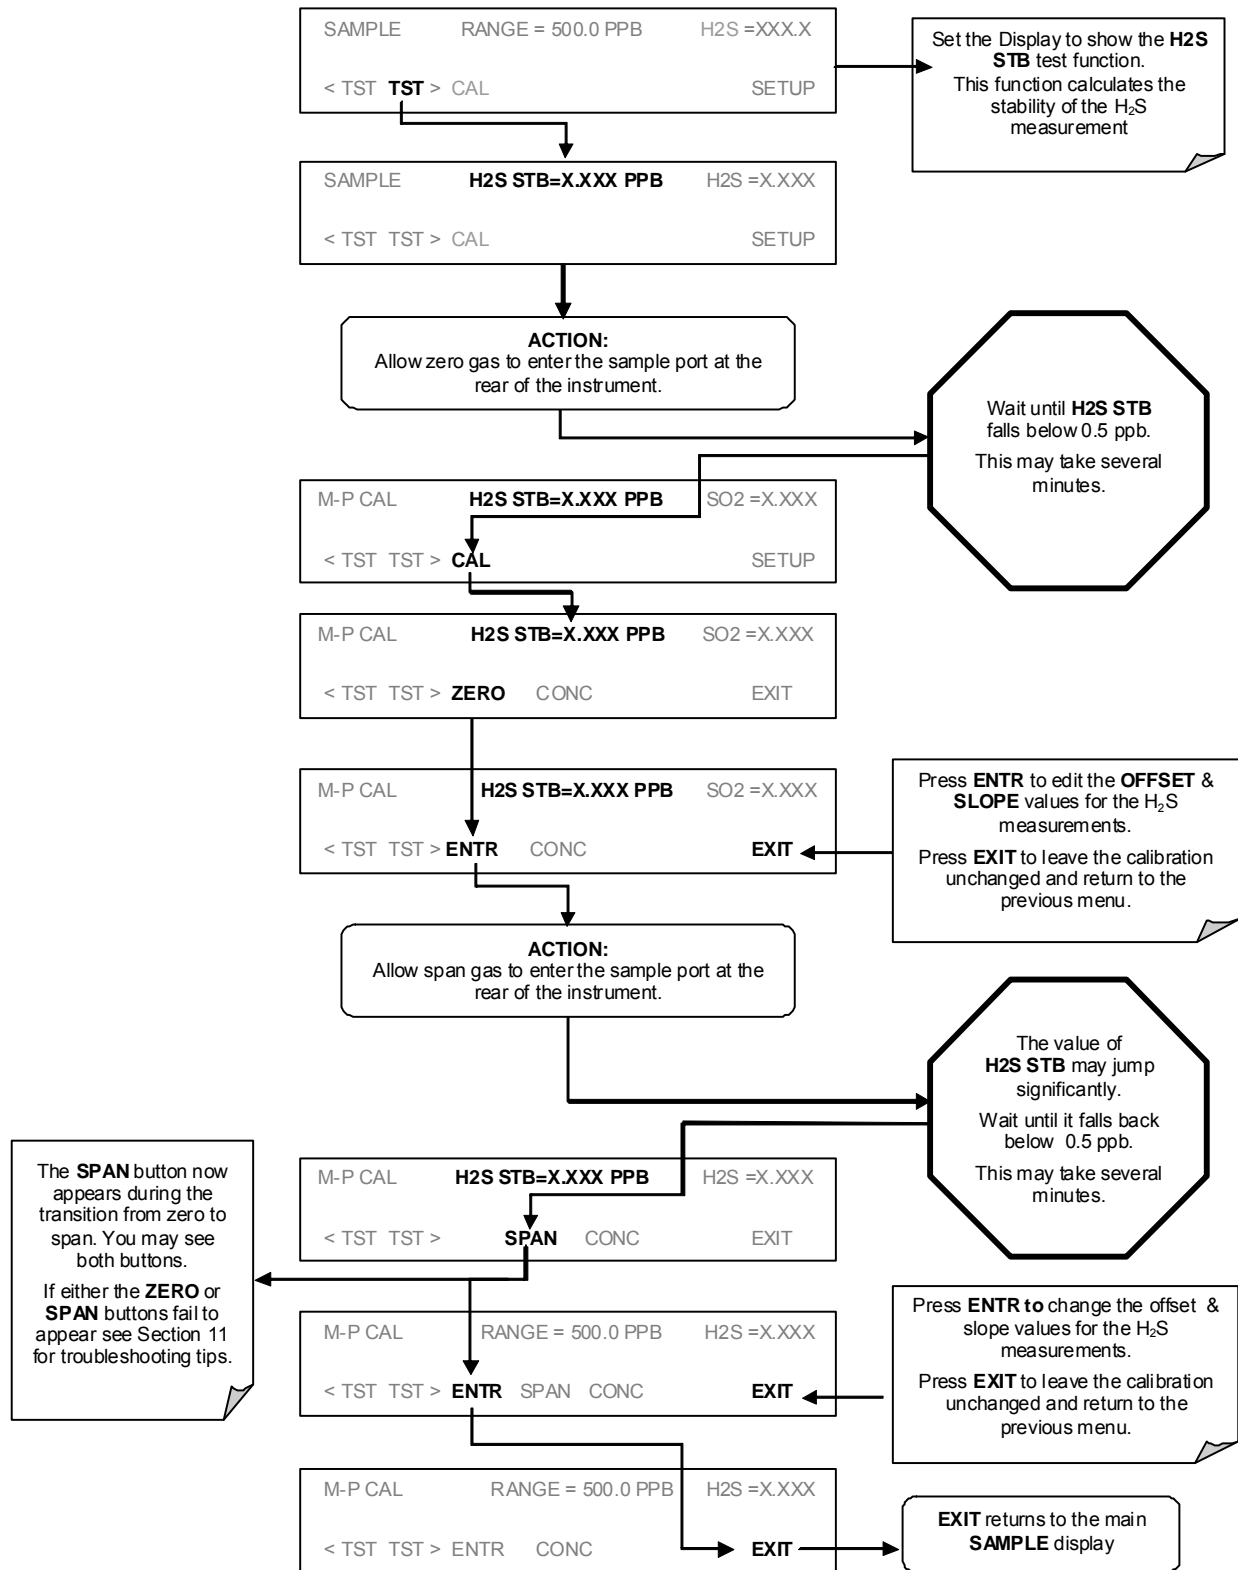 SAMPLE RANGE = 500.0 PPB H2S =XXX.X
< TST TST > CAL SETUP
Set the Display to show the H2S
STB test function.
This function calculates the
stability of the H2S
measurement
SAMPLE H2S STB=X.XXX PPB H2S =X.XXX
< TST TST > CAL SETUP
ACTION:
Allow zero gas to enter the sample port at the
rear of the instrument.
Wait until H2S STB
falls below 0.5 ppb.
This may take several
minutes.
M-P CAL H2S STB=X.XXX PPB SO2 =X.XXX
< TST TST > CAL SETUP
M-P CAL H2S STB=X.XXX PPB SO2 =X.XXX
< TST TST > ZERO CONC EXIT
M-P CAL H2S STB=X.XXX PPB SO2 =X.XXX
< TST TST > ENTR CONC EXIT
Press ENTR to edit the OFFSET &
SLOPE values for the H2S
measurements.
Press EXIT to leave the calibration
unchanged and return to the
previous menu.
ACTION:
Allow span gas to enter the sample port at the
rear of the instrument.
The value of
H2S STB may jump
significantly.
Wait until it falls back
below 0.5 ppb.
This may take several
minutes.
The SPAN button now
appears during the
transition from zero to
span. You may see
both buttons.
If either the ZERO or
SPAN buttons fail to
appear see Section 11
for troubleshooting tips.
M-P CAL H2S STB=X.XXX PPB H2S =X.XXX
< TST TST > SPAN CONC EXIT
M-P CAL RANGE = 500.0 PPB H2S =X.XXX
< TST TST > ENTR SPAN CONC EXIT
Press ENTR to change the offset &
slope values for the H2S
measurements.
Press EXIT to leave the calibration
unchanged and return to the
previous menu.
M-P CAL RANGE = 500.0 PPB H2S =X.XXX
< TST TST > ENTR CONC EXIT
EXIT returns to the main
SAMPLE display